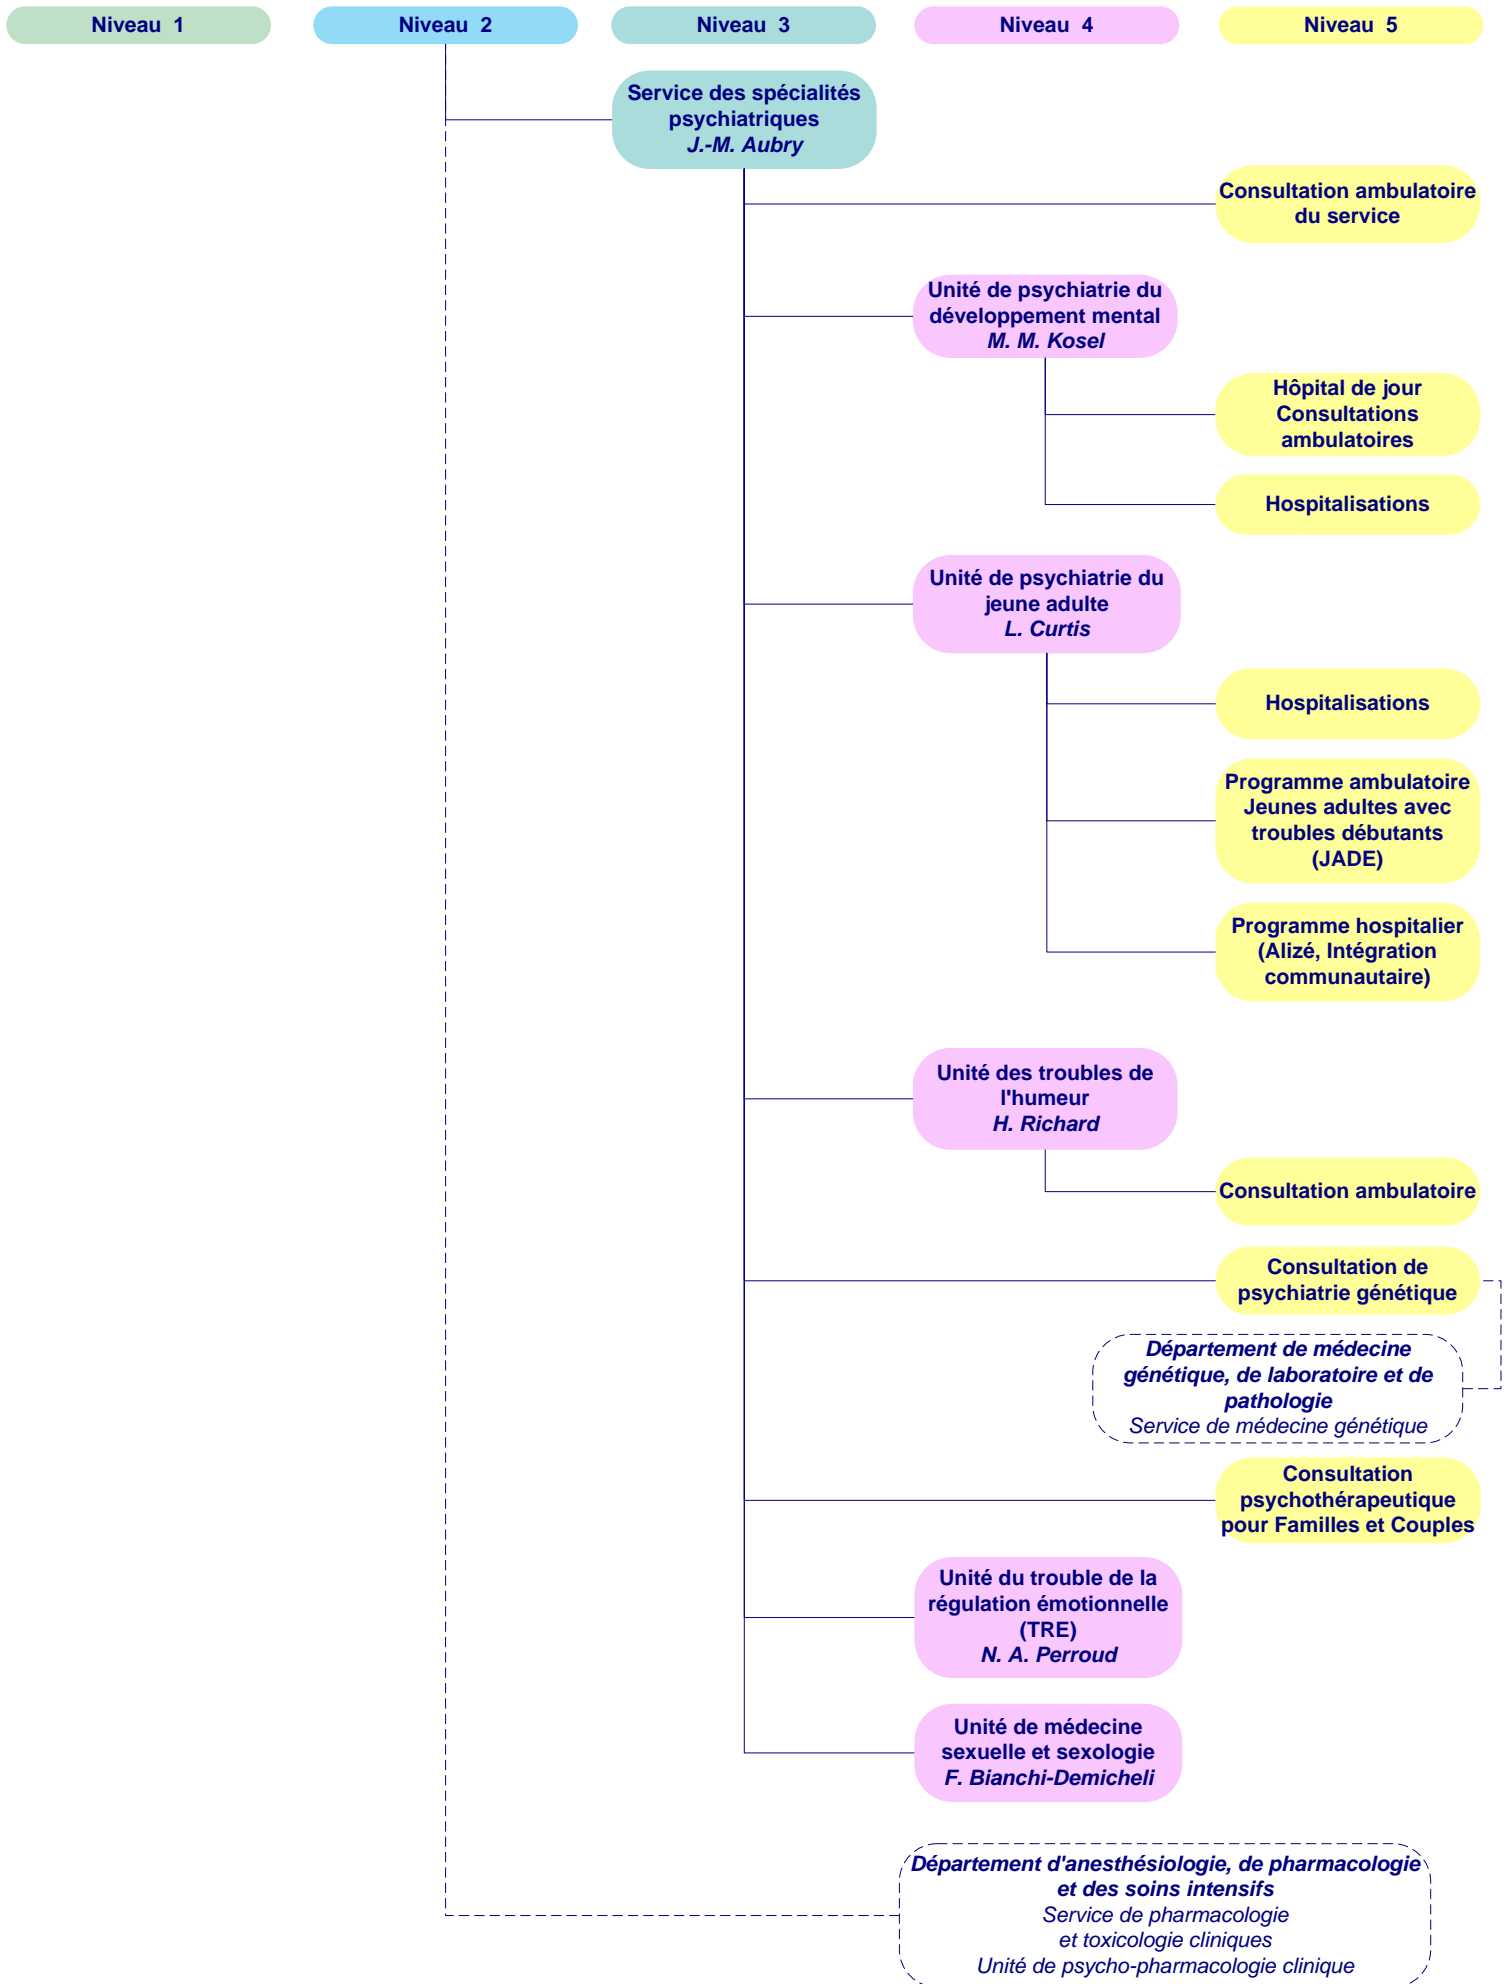 Niveau 1
Niveau 2
Niveau 3
Niveau 4
Niveau 5
Service des spécialités
psychiatriques
J.-M. Aubry
Consultation ambulatoire
du service
Unité de psychiatrie du
développement mental
M. M. Kosel
Hôpital de jour
Consultations
ambulatoires
Hospitalisations
Unité de psychiatrie du
jeune adulte
L. Curtis
Hospitalisations
Programme ambulatoire
Jeunes adultes avec
troubles débutants
(JADE)
Programme hospitalier
(Alizé, Intégration
communautaire)
Unité des troubles de
l'humeur
H. Richard
Consultation ambulatoire
Consultation de
psychiatrie génétique
Département de médecine
génétique, de laboratoire et de
pathologie
Service de médecine génétique
Consultation
psychothérapeutique
pour Familles et Couples
Unité du trouble de la
régulation émotionnelle
(TRE)
N. A. Perroud
Unité de médecine
sexuelle et sexologie
F. Bianchi-Demicheli
Département d'anesthésiologie, de pharmacologie
et des soins intensifs
Service de pharmacologie
et toxicologie cliniques
Unité de psycho-pharmacologie clinique